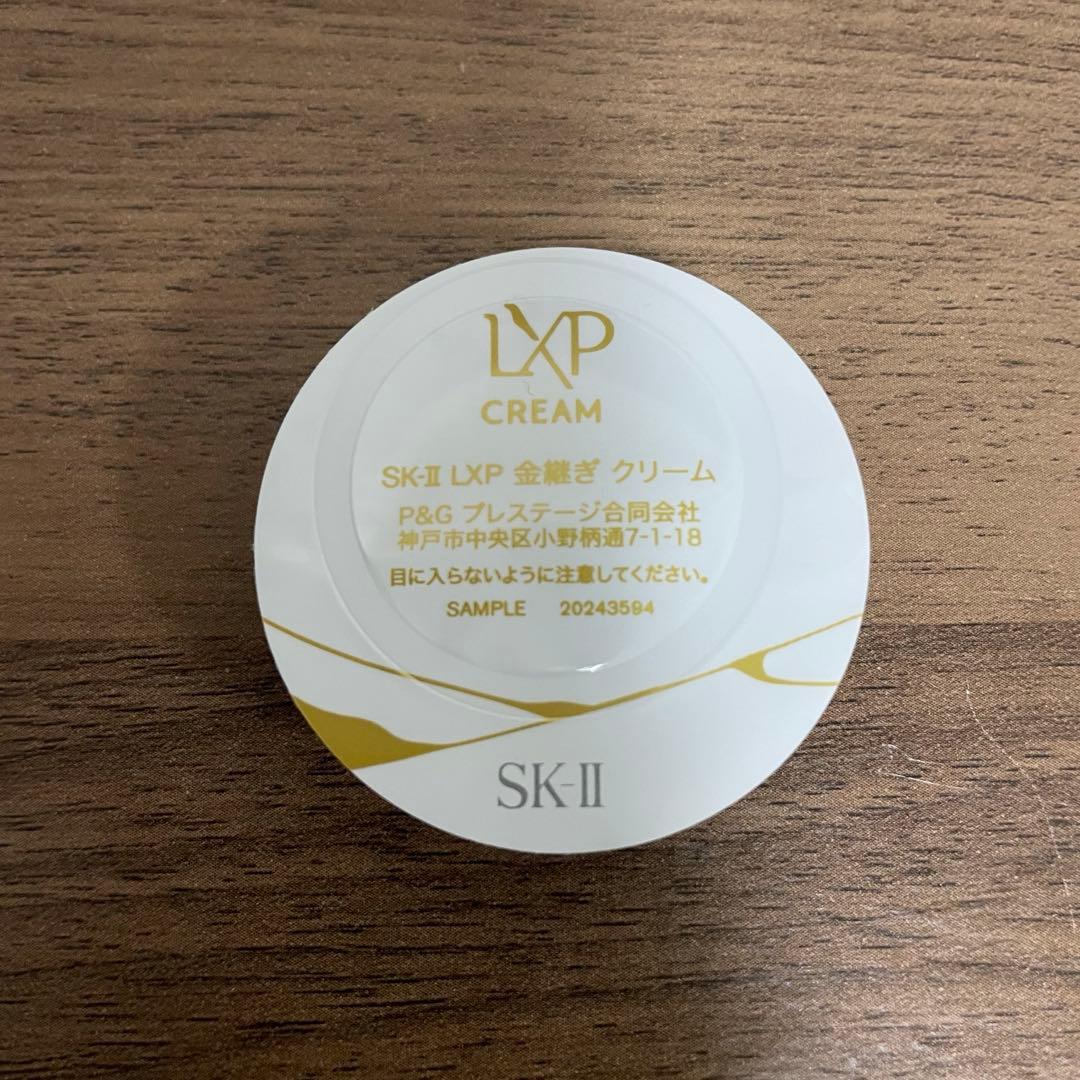 LXP
CREAM
SK-II LXP 金継ぎ クリーム
P&G プレステージ合同会社
神戸市中央区小野柄通7-1-18
目に入らないように注意してください。
SAMPLE 20243594
SK-II